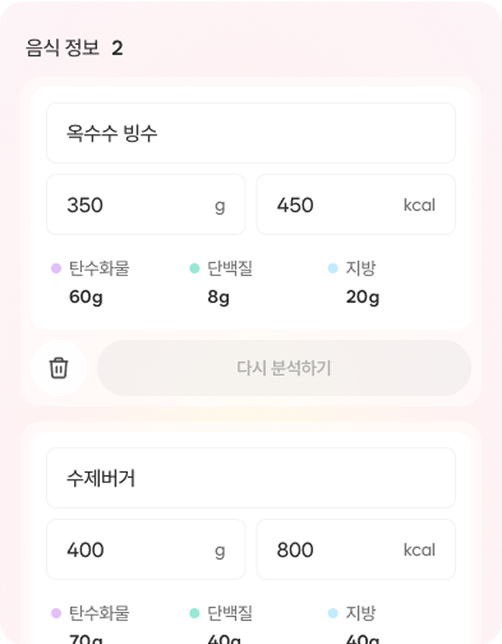 음식 정보 2
옥수수 빙수
350 g 450 kcal
탄수화물 단백질 지방
60g 8g 20g
다시 분석하기
수제버거
400 g 800 kcal
탄수화물 단백질 지방
70g 40g 40g